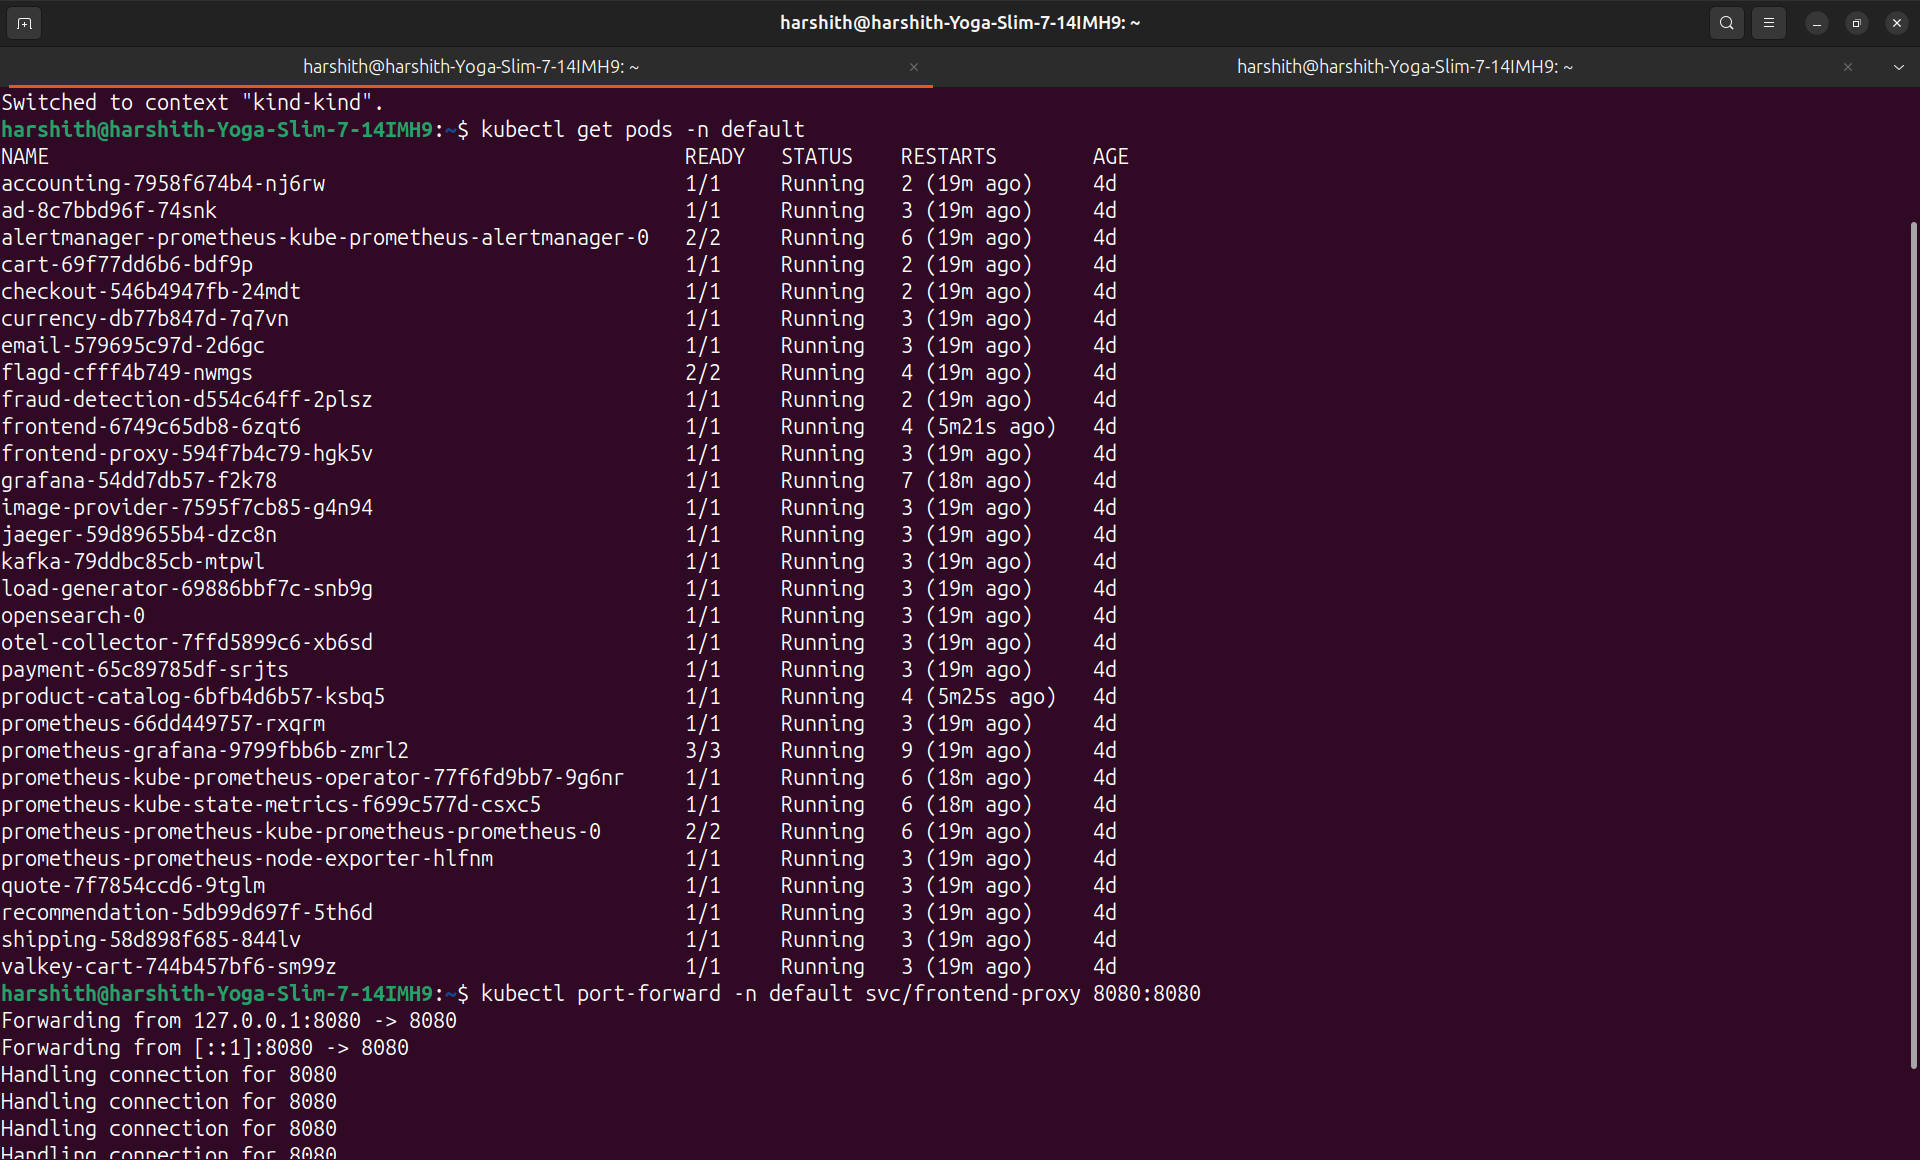 harshith@harshith-Yoga-Slim-7-14IMH9: ~
harshith@harshith-Yoga-Slim-7-14IMH9: ~ × harshith@harshith-Yoga-Slim-7-14IMH9: ~ ×
Switched to context "kind-kind".
harshith@harshith-Yoga-Slim-7-14IMH9:~$ kubectl get pods -n default
NAME READY STATUS RESTARTS AGE
accounting-7958f674b4-nj6rw 1/1 Running 2 (19m ago) 4d
ad-8c7bbd96f-74snk 1/1 Running 3 (19m ago) 4d
alertmanager-prometheus-kube-prometheus-alertmanager-0 2/2 Running 6 (19m ago) 4d
cart-69f77dd6b6-bdf9p 1/1 Running 2 (19m ago) 4d
checkout-546b4947fb-24mdt 1/1 Running 2 (19m ago) 4d
currency-db77b847d-7q7vn 1/1 Running 3 (19m ago) 4d
email-579695c97d-2d6gc 1/1 Running 3 (19m ago) 4d
flagd-cfff4b749-nwmgs 2/2 Running 4 (19m ago) 4d
fraud-detection-d554c64ff-2plsz 1/1 Running 2 (19m ago) 4d
frontend-6749c65db8-6zqt6 1/1 Running 4 (5m21s ago) 4d
frontend-proxy-594f7b4c79-hgk5v 1/1 Running 3 (19m ago) 4d
grafana-54dd7db57-f2k78 1/1 Running 7 (18m ago) 4d
image-provider-7595f7cb85-g4n94 1/1 Running 3 (19m ago) 4d
jaeger-59d89655b4-dzc8n 1/1 Running 3 (19m ago) 4d
kafka-79ddbc85cb-mtpwl 1/1 Running 3 (19m ago) 4d
load-generator-69886bbf7c-snb9g 1/1 Running 3 (19m ago) 4d
opensearch-0 1/1 Running 3 (19m ago) 4d
otel-collector-7ffd5899c6-xb6sd 1/1 Running 3 (19m ago) 4d
payment-65c89785df-srjts 1/1 Running 3 (19m ago) 4d
product-catalog-6bfb4d6b57-ksbq5 1/1 Running 4 (5m25s ago) 4d
prometheus-66dd449757-rxqrm 1/1 Running 3 (19m ago) 4d
prometheus-grafana-9799fbb6b-zmrl2 3/3 Running 9 (19m ago) 4d
prometheus-kube-prometheus-operator-77f6fd9bb7-9g6nr 1/1 Running 6 (18m ago) 4d
prometheus-kube-state-metrics-f699c577d-csxc5 1/1 Running 6 (18m ago) 4d
prometheus-prometheus-kube-prometheus-prometheus-0 2/2 Running 6 (19m ago) 4d
prometheus-prometheus-node-exporter-hlfnm 1/1 Running 3 (19m ago) 4d
quote-7f7854ccd6-9tglm 1/1 Running 3 (19m ago) 4d
recommendation-5db99d697f-5th6d 1/1 Running 3 (19m ago) 4d
shipping-58d898f685-844lv 1/1 Running 3 (19m ago) 4d
valkey-cart-744b457bf6-sm99z 1/1 Running 3 (19m ago) 4d
harshith@harshith-Yoga-Slim-7-14IMH9:~$ kubectl port-forward -n default svc/frontend-proxy 8080:8080
Forwarding from 127.0.0.1:8080 -> 8080
Forwarding from [::1]:8080 -> 8080
Handling connection for 8080
Handling connection for 8080
Handling connection for 8080
Handling connection for 8080